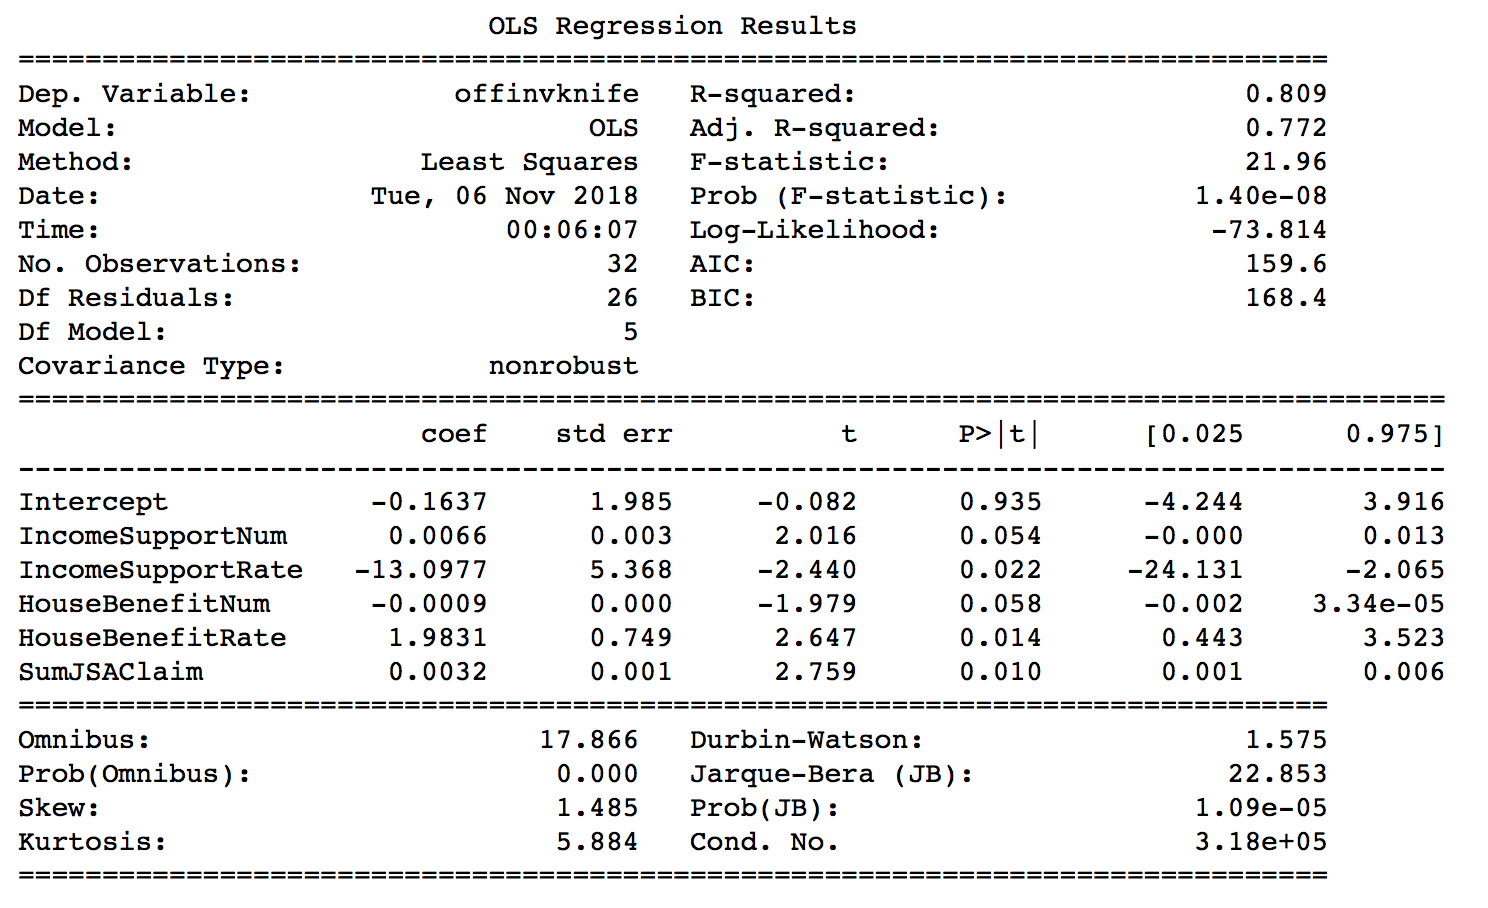 OLS Regression Results
==============================================================================
Dep. Variable:             offinvknife   R-squared:                       0.809
Model:                             OLS   Adj. R-squared:                  0.772
Method:                  Least Squares   F-statistic:                     21.96
Date:                 Tue, 06 Nov 2018   Prob (F-statistic):           1.40e-08
Time:                         00:06:07   Log-Likelihood:                -73.814
No. Observations:                   32   AIC:                             159.6
Df Residuals:                       26   BIC:                             168.4
Df Model:                            5
Covariance Type:             nonrobust
=====================================================================================
                        coef    std err          t      P>|t|      [0.025      0.975]
-------------------------------------------------------------------------------------
Intercept            -0.1637      1.985     -0.082      0.935      -4.244       3.916
IncomeSupportNum      0.0066      0.003      2.016      0.054      -0.000       0.013
IncomeSupportRate   -13.0977      5.368     -2.440      0.022     -24.131      -2.065
HouseBenefitNum      -0.0009      0.000     -1.979      0.058      -0.002    3.34e-05
HouseBenefitRate      1.9831      0.749      2.647      0.014       0.443       3.523
SumJSAClaim           0.0032      0.001      2.759      0.010       0.001       0.006
==============================================================================
Omnibus:                        17.866   Durbin-Watson:                   1.575
Prob(Omnibus):                   0.000   Jarque-Bera (JB):               22.853
Skew:                            1.485   Prob(JB):                     1.09e-05
Kurtosis:                        5.884   Cond. No.                     3.18e+05
==============================================================================